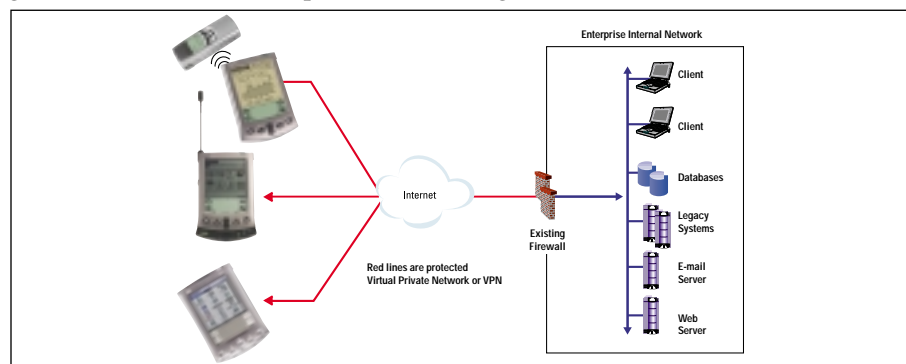 Enterprise Internal Network
Client
Client
Databases
Legacy
Systems
E-mail
Server
Web
Server
Internet
Existing
Firewall
Red lines are protected
Virtual Private Network or VPN